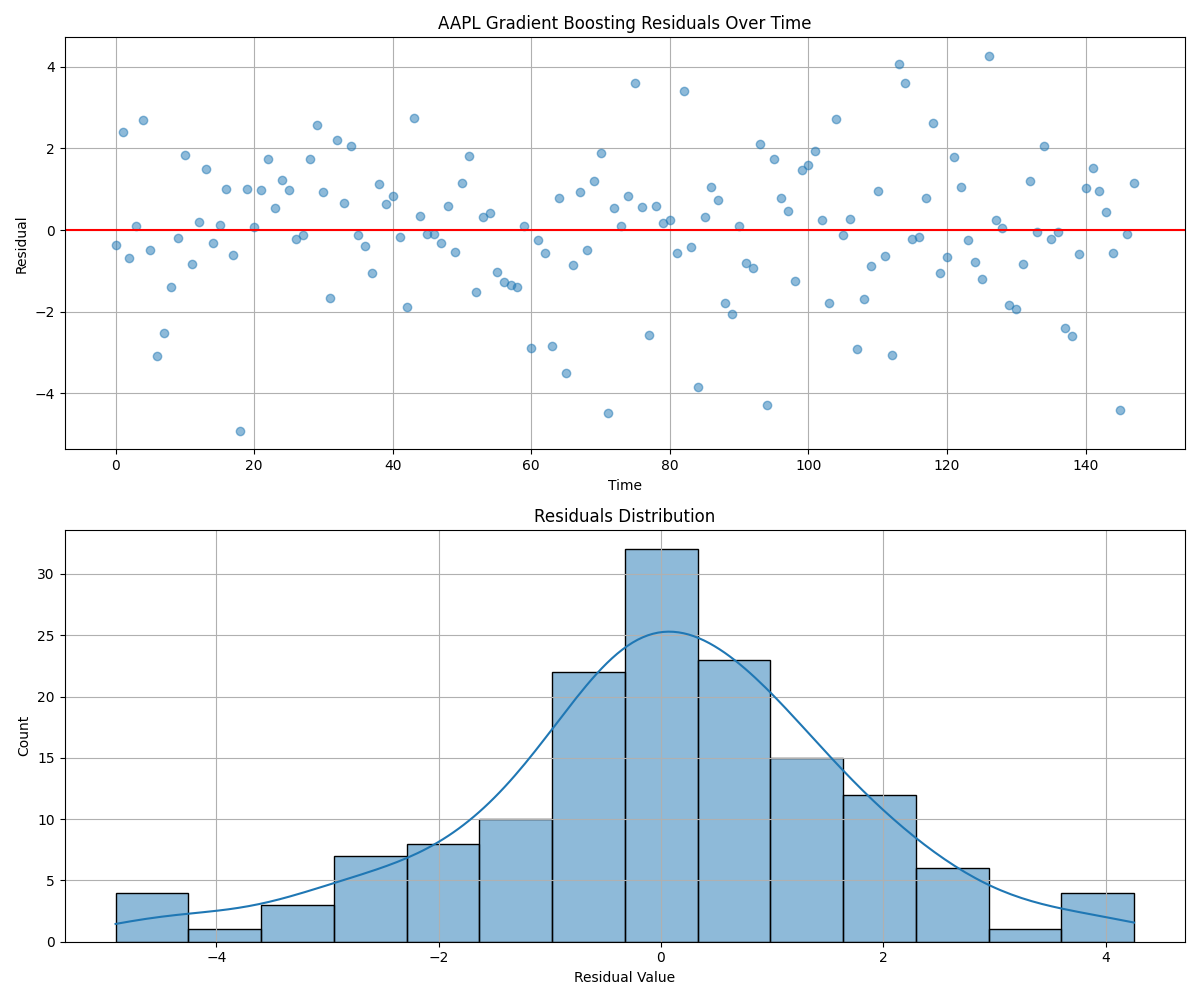 AAPL Gradient Boosting Residuals Over Time
4
2
0
−2
−4
Residual
0 20 40 60 80 100 120 140
Time
Residuals Distribution
30
25
20
15
10
5
0
Count
−4 −2 0 2 4
Residual Value